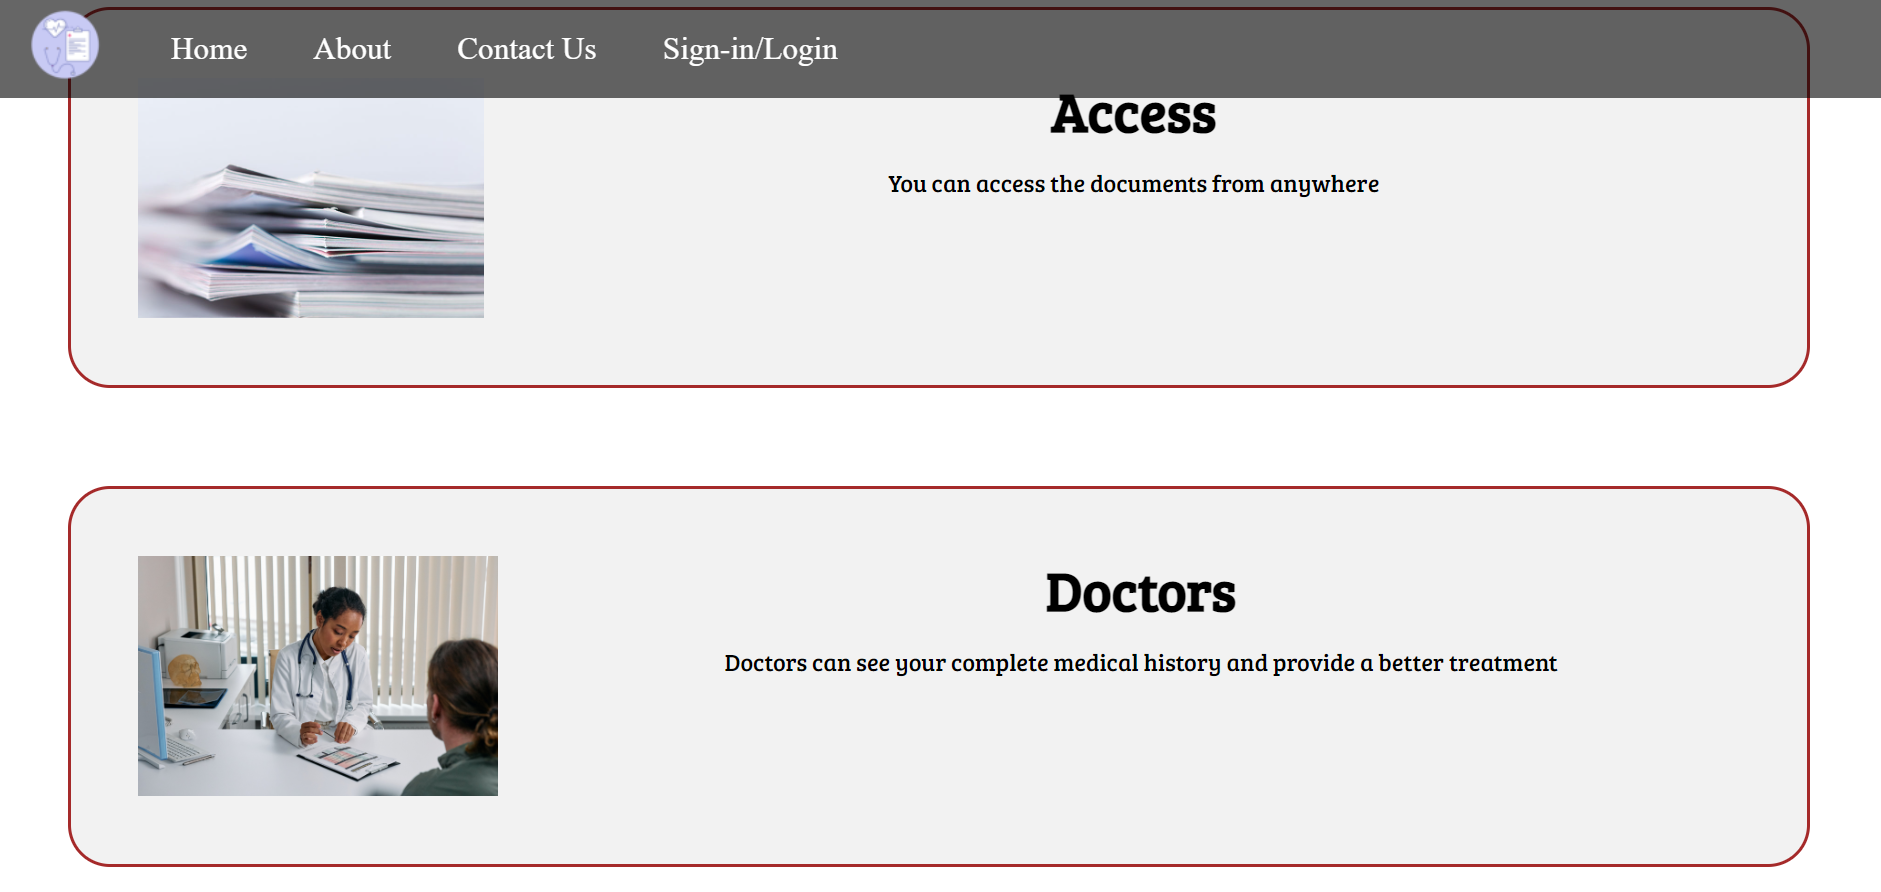 Home About Contact Us Sign-in/Login
Access
You can access the documents from anywhere
Doctors
Doctors can see your complete medical history and provide a better treatment